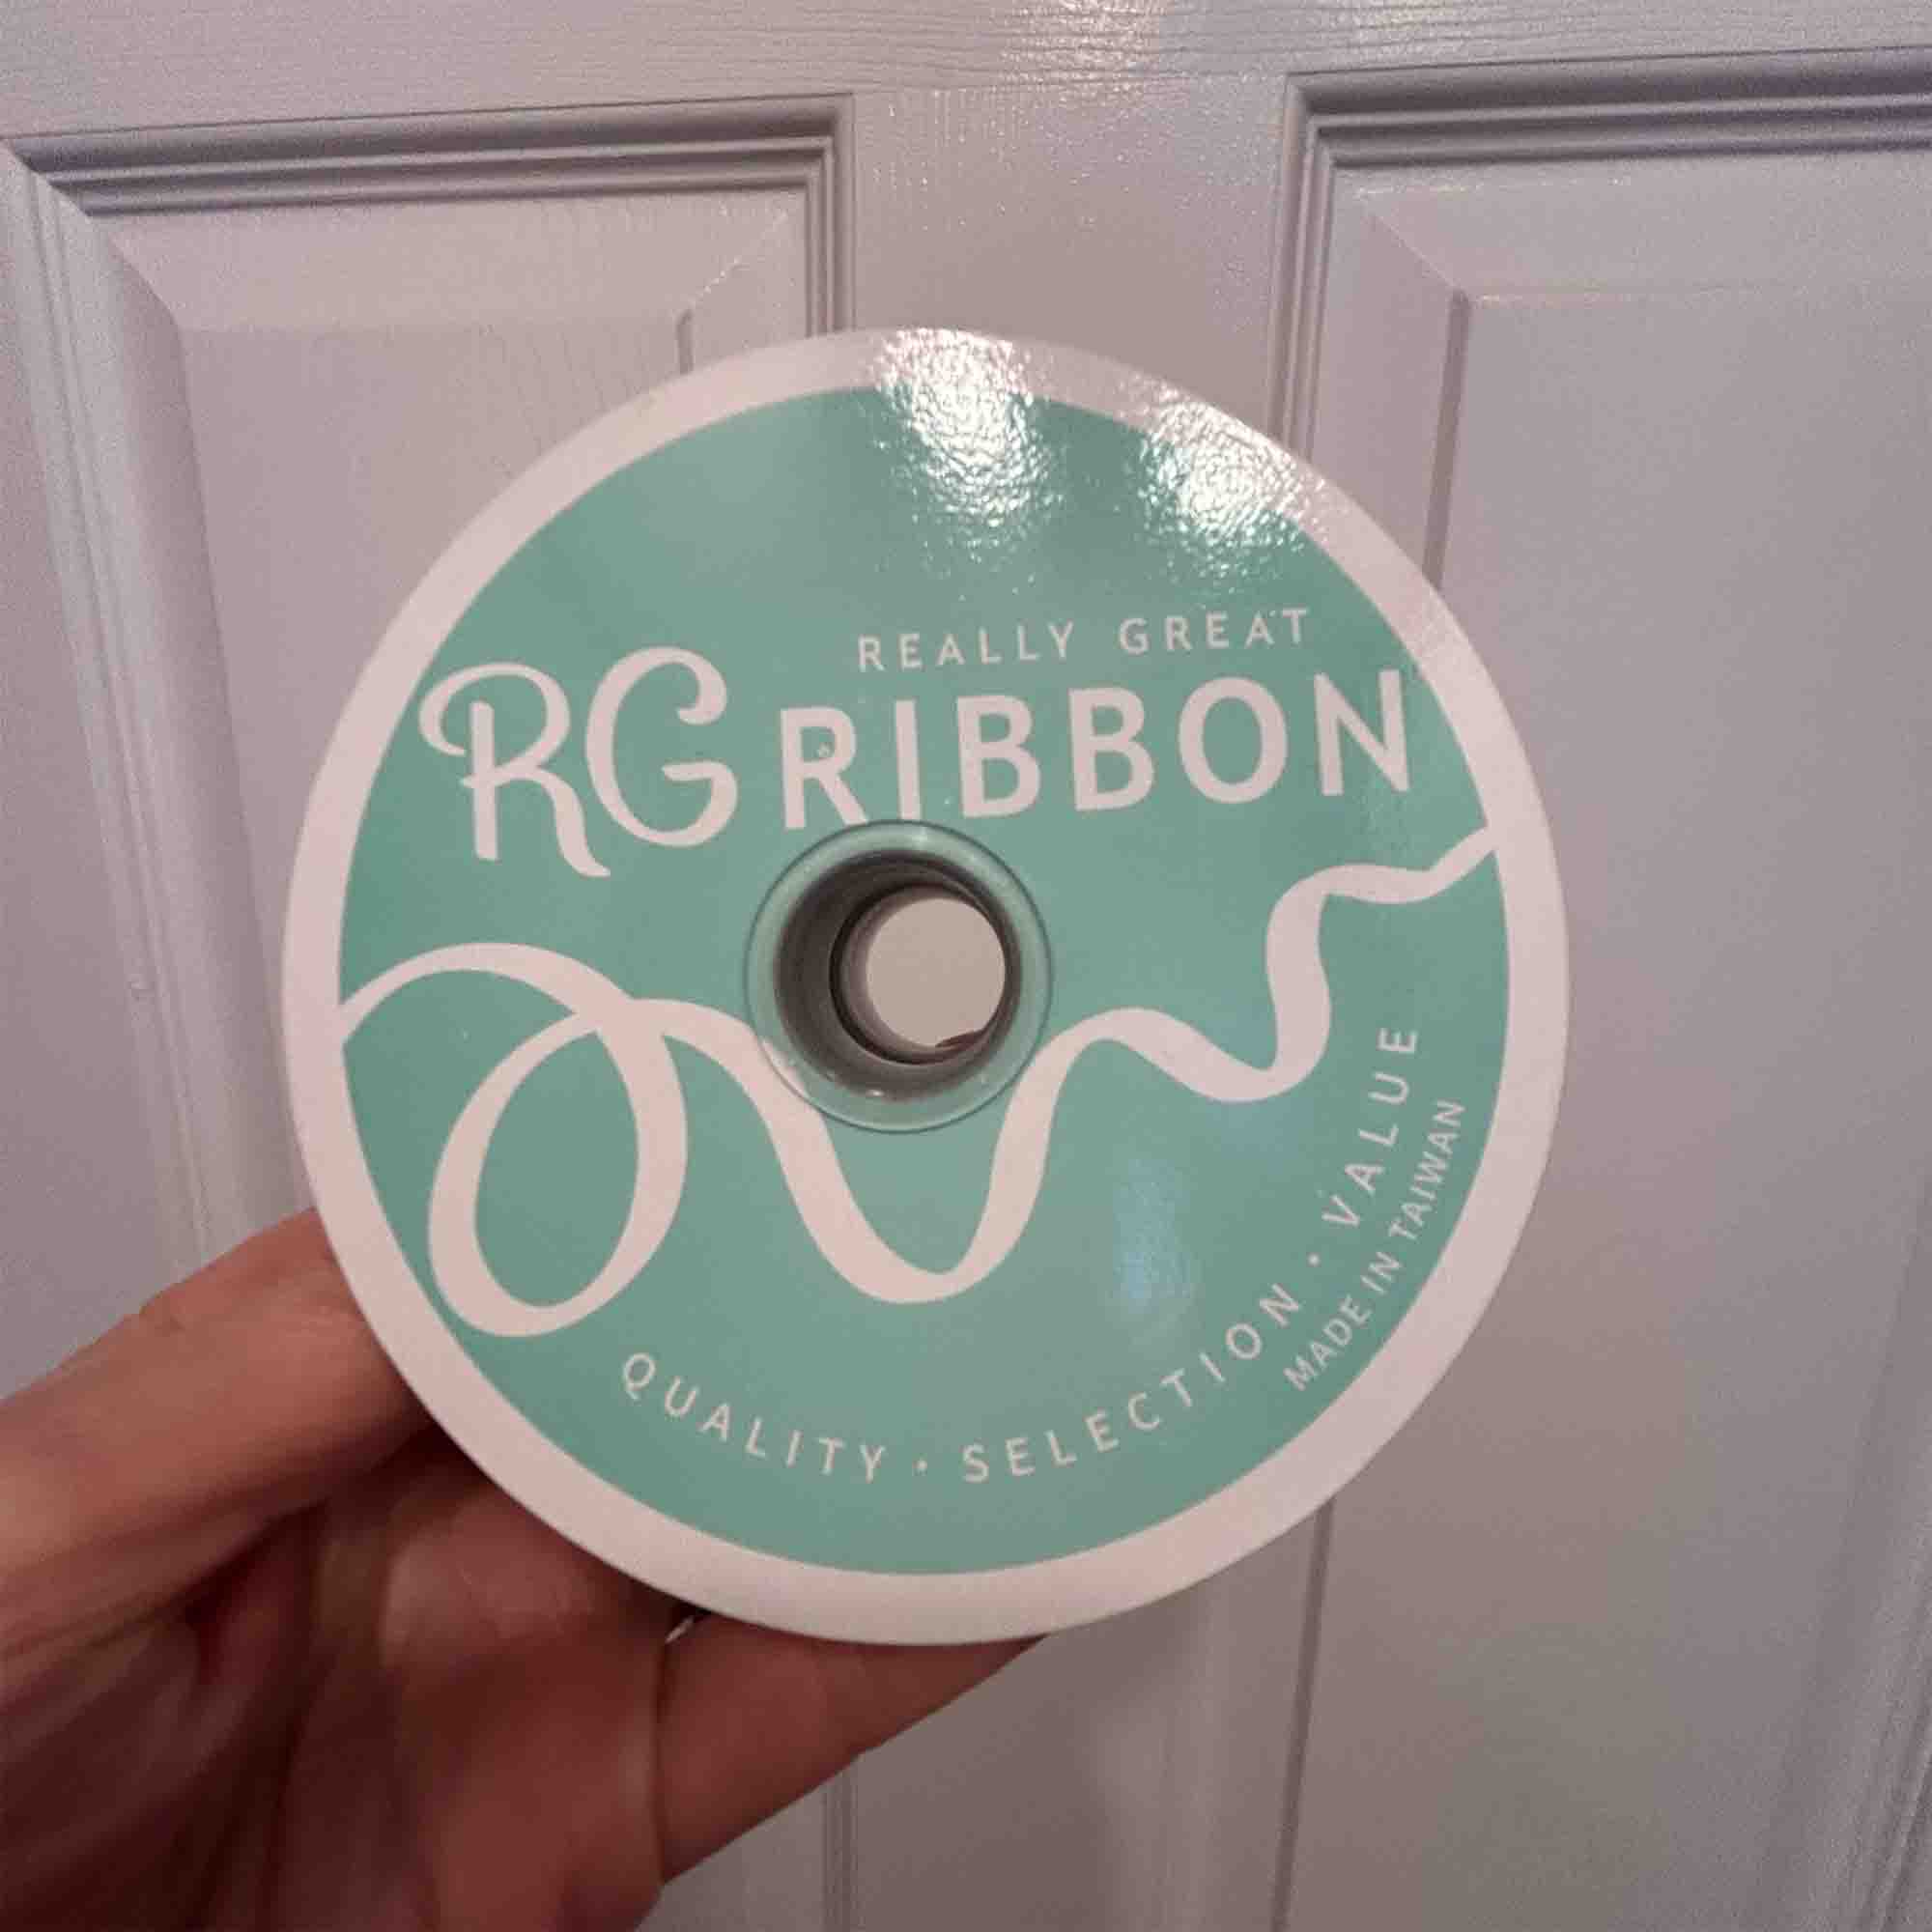 REALLY GREAT
RG RIBBON
QUALITY · SELECTION · VALUE
MADE IN TAIWAN